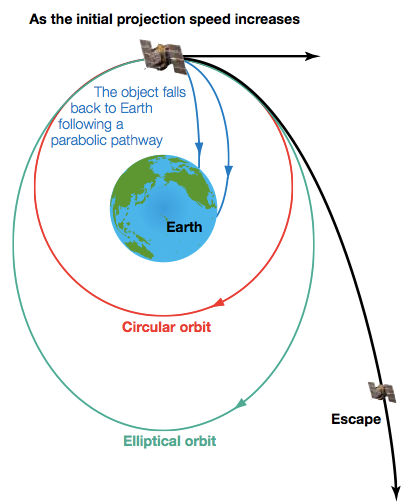 As the initial projection speed increases
The object falls
back to Earth
following a
parabolic pathway
Earth
Circular orbit
Escape
Elliptical orbit